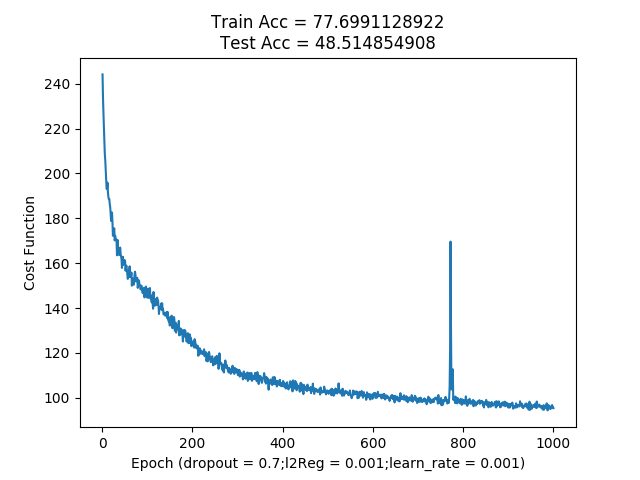 Train Acc = 77.6991128922
Test Acc = 48.514854908
240
220
200
180
160
140
120
100
Cost Function
0 200 400 600 800 1000
Epoch (dropout = 0.7;l2Reg = 0.001;learn_rate = 0.001)